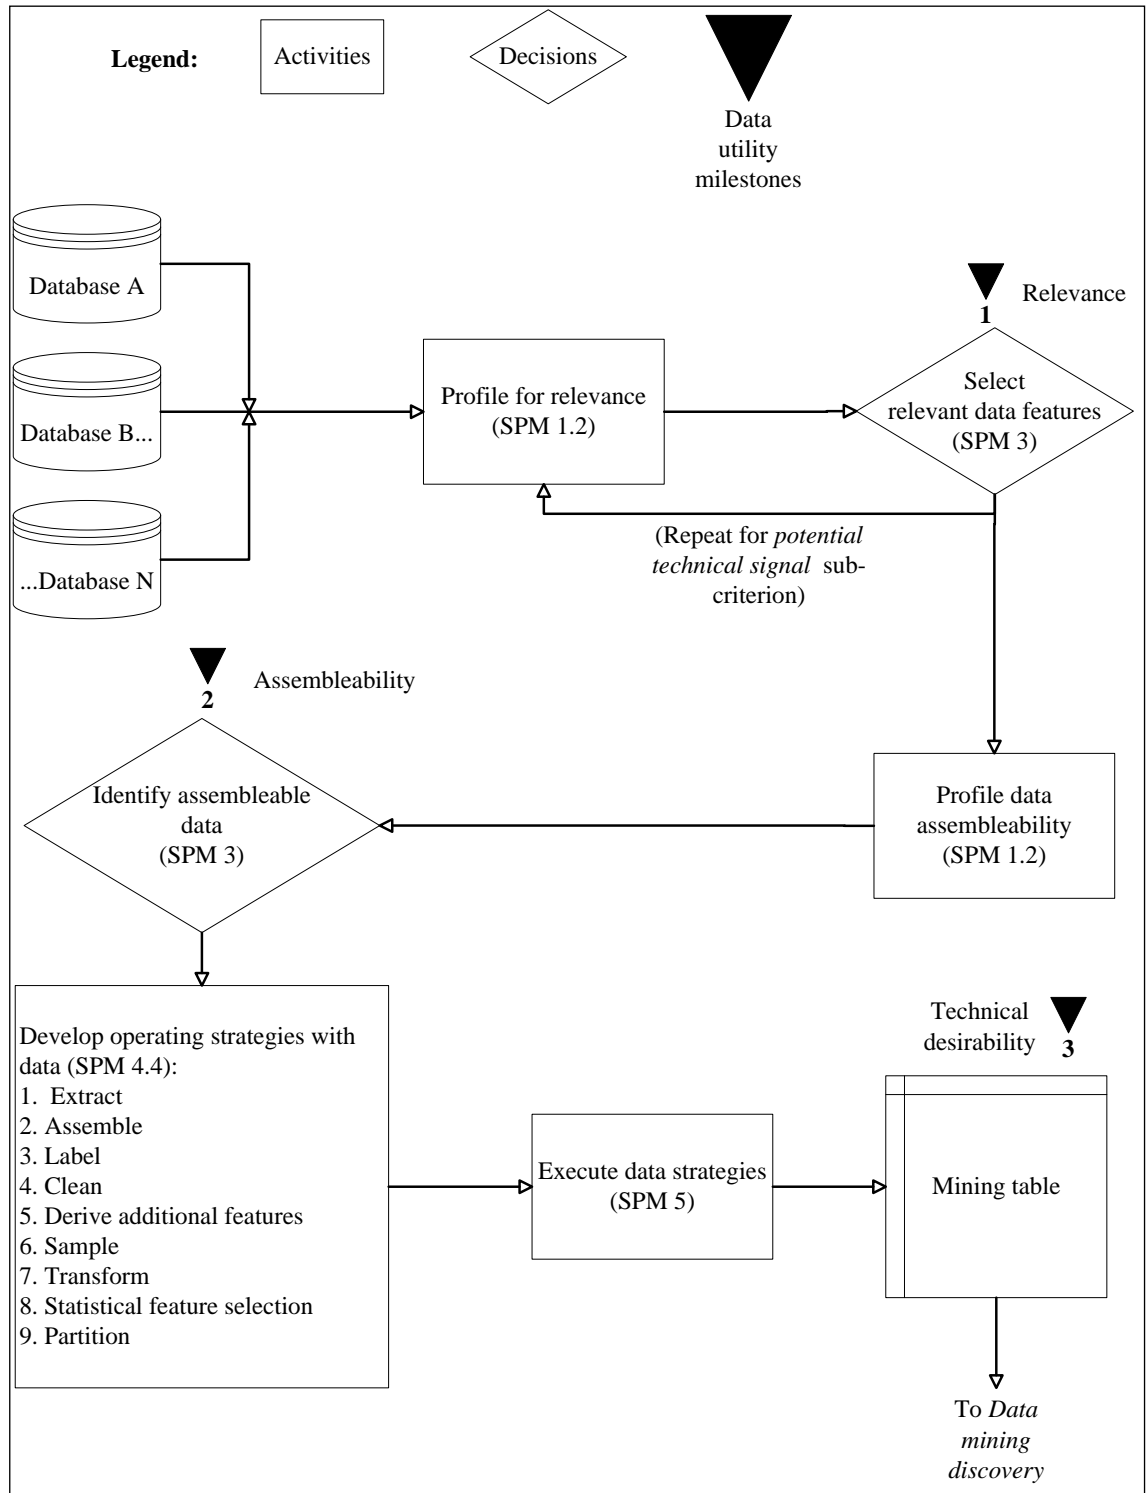 Legend:
Activities
Decisions
Data
utility
milestones
Database A
Database B...
...Database N
Profile for relevance
(SPM 1.2)
1
Relevance
Select
relevant data features
(SPM 3)
(Repeat for potential
technical signal sub-
criterion)
2
Assembleability
Identify assembleable
data
(SPM 3)
Profile data
assembleability
(SPM 1.2)
Develop operating strategies with
data (SPM 4.4):
1. Extract
2. Assemble
3. Label
4. Clean
5. Derive additional features
6. Sample
7. Transform
8. Statistical feature selection
9. Partition
Execute data strategies
(SPM 5)
Technical
desirability
3
Mining table
To Data
mining
discovery